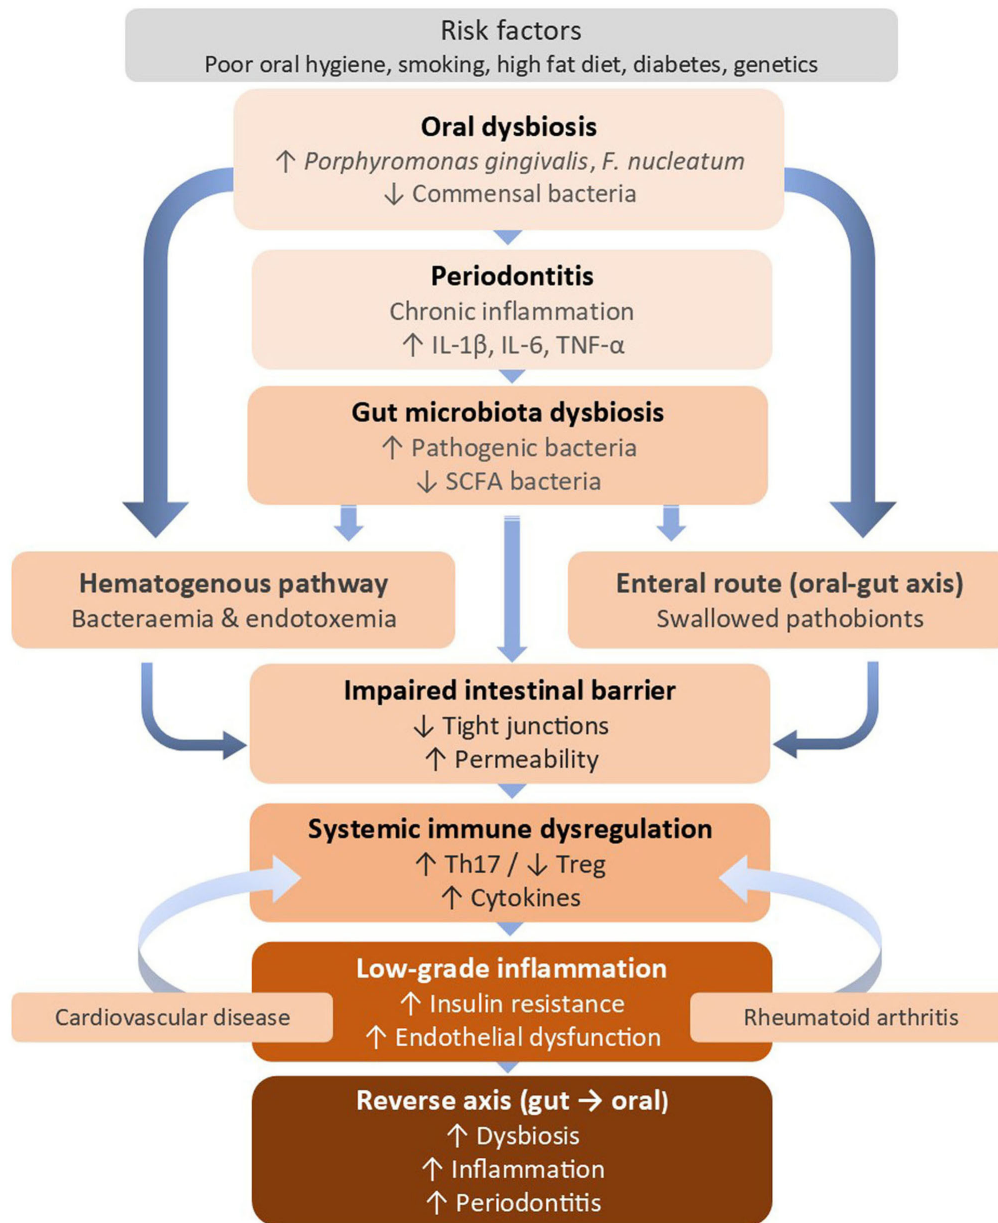 Risk factors
Poor oral hygiene, smoking, high fat diet, diabetes, genetics
Oral dysbiosis
↑ Porphyromonas gingivalis, F. nucleatum
↓ Commensal bacteria
Periodontitis
Chronic inflammation
↑ IL-1β, IL-6, TNF-α
Gut microbiota dysbiosis
↑ Pathogenic bacteria
↓ SCFA bacteria
Hematogenous pathway
Bacteraemia & endotoxemia
Enteral route (oral-gut axis)
Swallowed pathobionts
Impaired intestinal barrier
↓ Tight junctions
↑ Permeability
Systemic immune dysregulation
↑ Th17 / ↓ Treg
↑ Cytokines
Low-grade inflammation
↑ Insulin resistance
↑ Endothelial dysfunction
Cardiovascular disease
Rheumatoid arthritis
Reverse axis (gut → oral)
↑ Dysbiosis
↑ Inflammation
↑ Periodontitis